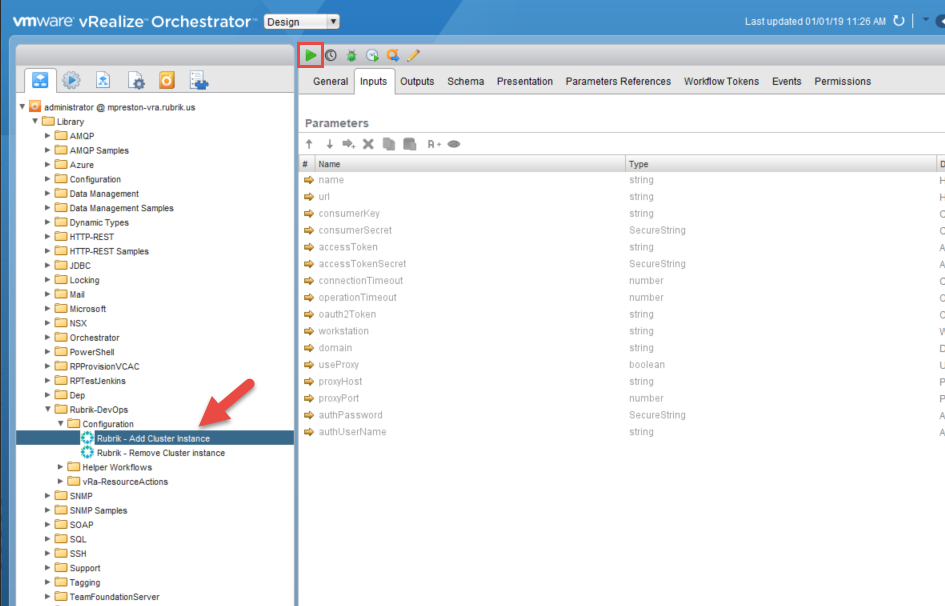 vmware vRealize Orchestrator Design Last updated 01/01/19 11:26 AM
General Inputs Outputs Schema Presentation Parameters References Workflow Tokens Events Permissions
administrator @ mpreston-vra.rubrik.us
Library
AMQP
AMQP Samples
Azure
Configuration
Data Management
Data Management Samples
Dynamic Types
HTTP-REST
HTTP-REST Samples
JDBC
Locking
Mail
Microsoft
NSX
Orchestrator
PowerShell
RPProvisionVCAC
RPTestJenkins
Dep
Rubrik-DevOps
Configuration
Rubrik - Add Cluster Instance
Rubrik - Remove Cluster instance
Helper Workflows
vRa-ResourceActions
SNMP
SNMP Samples
SOAP
SQL
SSH
Support
Tagging
TeamFoundationServer
Parameters
R+
# Name Type D
name string H
url string H
consumerKey string C
consumerSecret SecureString C
accessToken string A
accessTokenSecret SecureString A
connectionTimeout number C
operationTimeout number C
oauth2Token string C
workstation string W
domain string D
useProxy boolean U
proxyHost string P
proxyPort number P
authPassword SecureString A
authUserName string A